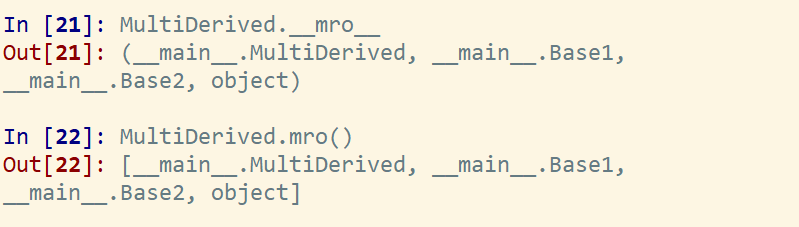 In [21]: MultiDerived.__mro__
Out[21]: (__main__.MultiDerived, __main__.Base1,
__main__.Base2, object)
In [22]: MultiDerived.mro()
Out[22]: [__main__.MultiDerived, __main__.Base1,
__main__.Base2, object]